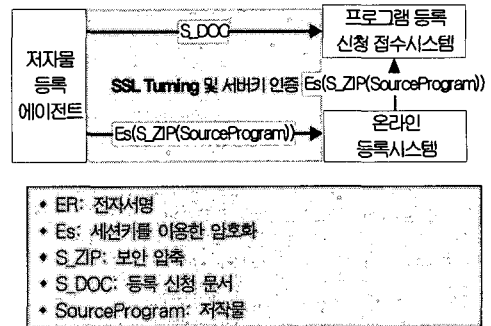 프로그램 등록
신청 접수시스템
S_DOC
저자물
등록
에이전트
SSL Turning 및 서버키 인증
Es(S_ZIP(SourceProgram))
Es(S_ZIP(SourceProgram))
온라인
등록시스템
• ER: 전자서명
• Es: 세션키를 이용한 암호화
• S_ZIP: 보안 압축
• S_DOC: 등록 신청 문서
• SourceProgram: 저작물